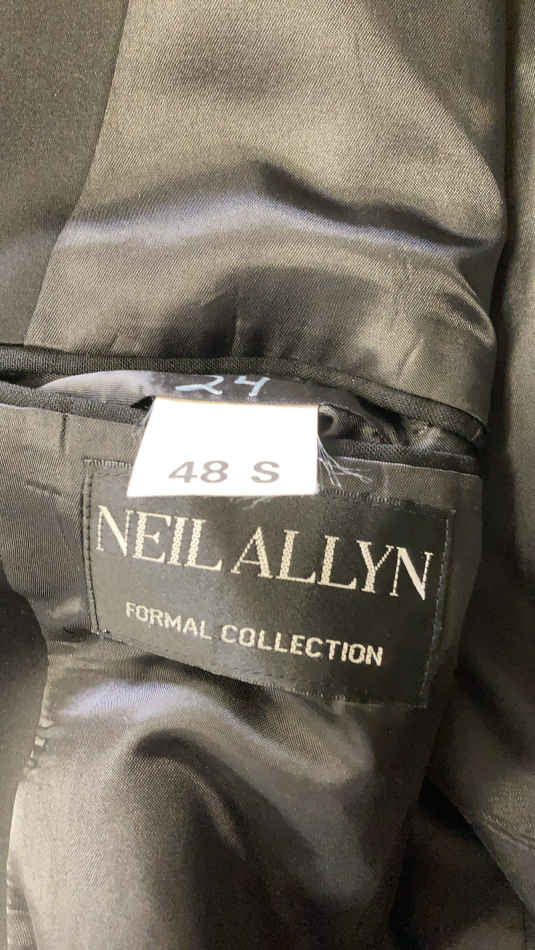 24
48 S
NEIL ALLYN
FORMAL COLLECTION